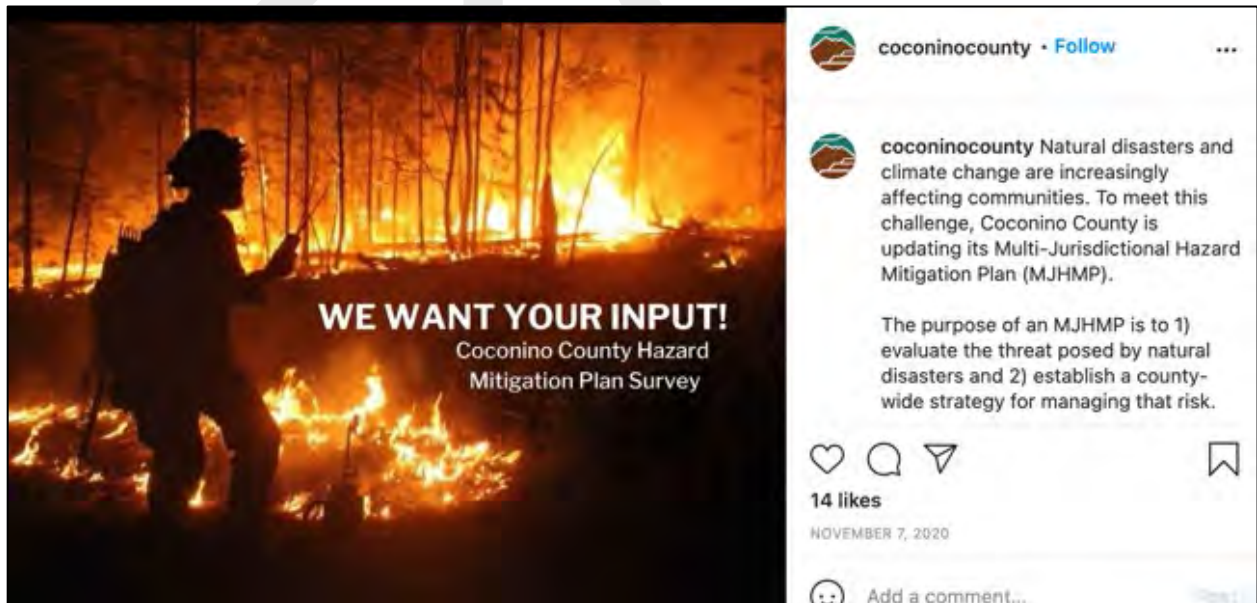 WE WANT YOUR INPUT!
Coconino County Hazard
Mitigation Plan Survey
coconinocounty • Follow
coconinocounty Natural disasters and
climate change are increasingly
affecting communities. To meet this
challenge, Coconino County is
updating its Multi-Jurisdictional Hazard
Mitigation Plan (MJHMP).
The purpose of an MJHMP is to 1)
evaluate the threat posed by natural
disasters and 2) establish a county-
wide strategy for managing that risk.
14 likes
NOVEMBER 7, 2020
Add a comment...
Post